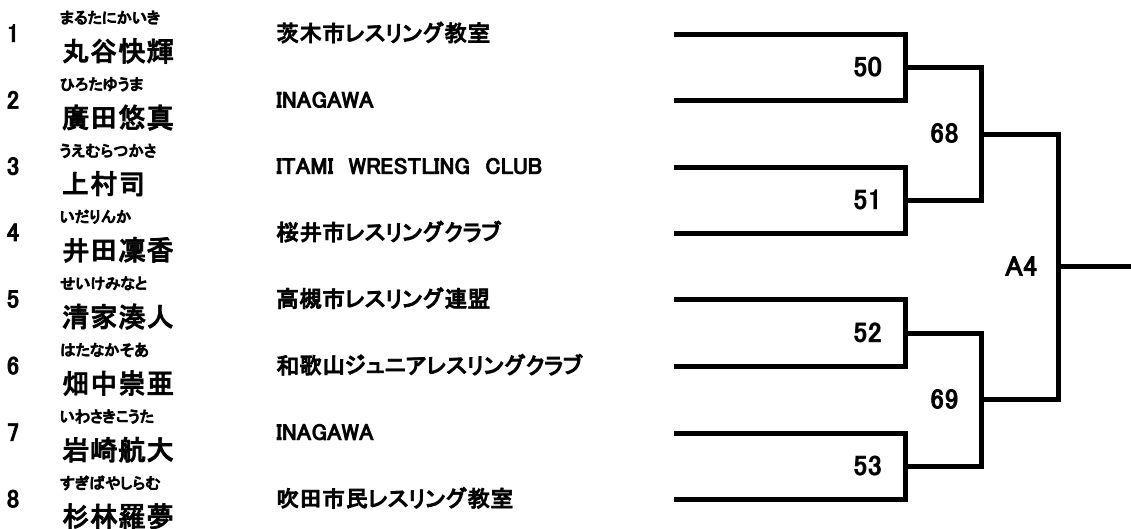 まるたにかいき
1 丸谷快輝 茨木市レスリング教室
50
ひろたゆうま
2 廣田悠真 INAGAWA
68
うえむらつかさ
3 上村司 ITAMI WRESTLING CLUB
51
いだりんか
4 井田凜香 桜井市レスリングクラブ
A4
せいけみなと
5 清家湊人 高槻市レスリング連盟
52
はたなかそあ
6 畑中崇亜 和歌山ジュニアレスリングクラブ
69
いわさきこうた
7 岩崎航大 INAGAWA
53
すぎばやしらむ
8 杉林羅夢 吹田市民レスリング教室